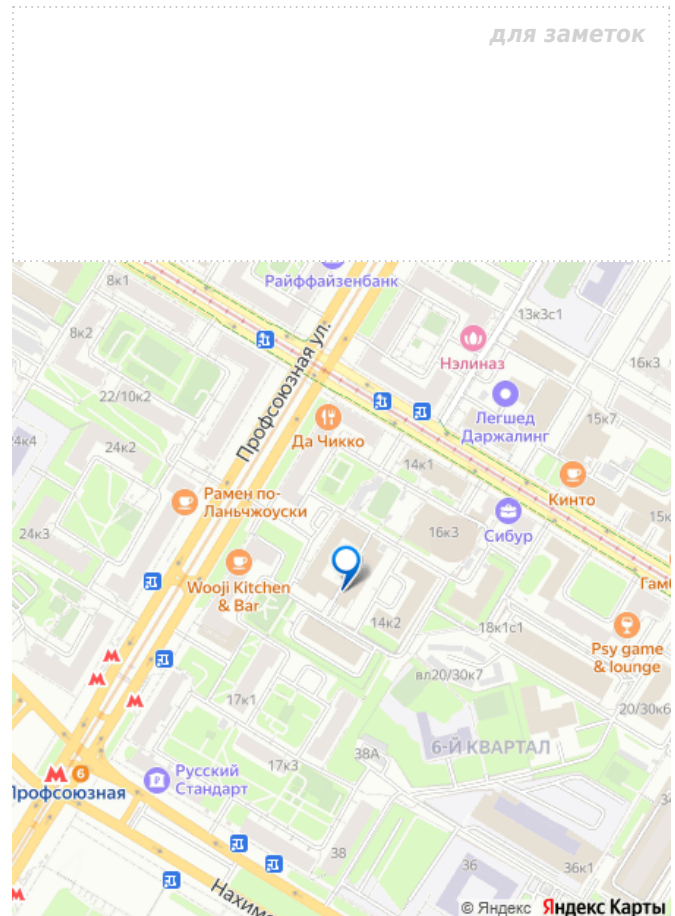 для заметок
Райффайзенбанк
8к1
13к3с1
8к2
Профсоюзная ул.
Нэлиназ
16к3
22/10к2
Легшед
Даржалинг
15к7
Да Чикко
24к2
14к1
Кинто
Рамен по-
Ланьчжоуски
16к3
Сибур
24к3
Wooji Kitchen
& Bar
14к2
18к1с1
Psy game
& lounge
вл20/30к7
17к1
20/30к6
6-Й КВАРТАЛ
38А
17к3
6
Профсоюзная
Русский
Стандарт
38
36
36к1
© Яндекс Яндекс Карты